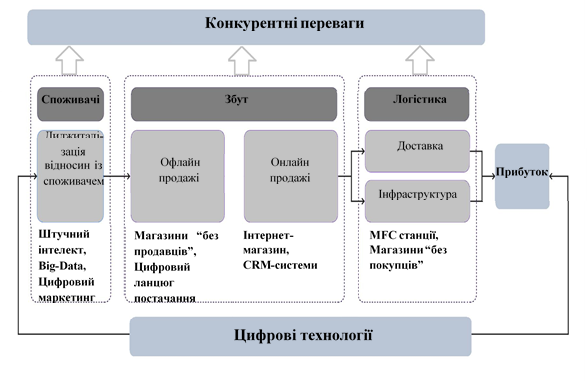 Конкурентні переваги
Споживачі
Збут
Логістика
Диджиталі-
зація
відносин із
споживачем
Офлайн
продажі
Онлайн
продажі
Доставка
Інфраструктура
Прибуток
Штучний
інтелект,
Big-Data,
Цифровий
маркетинг
Магазини “без
продавців”,
Цифровий
ланцюг
постачання
Інтернет-
магазин,
CRM-системи
MFC станції,
Магазини “без
покупців”
Цифрові технології